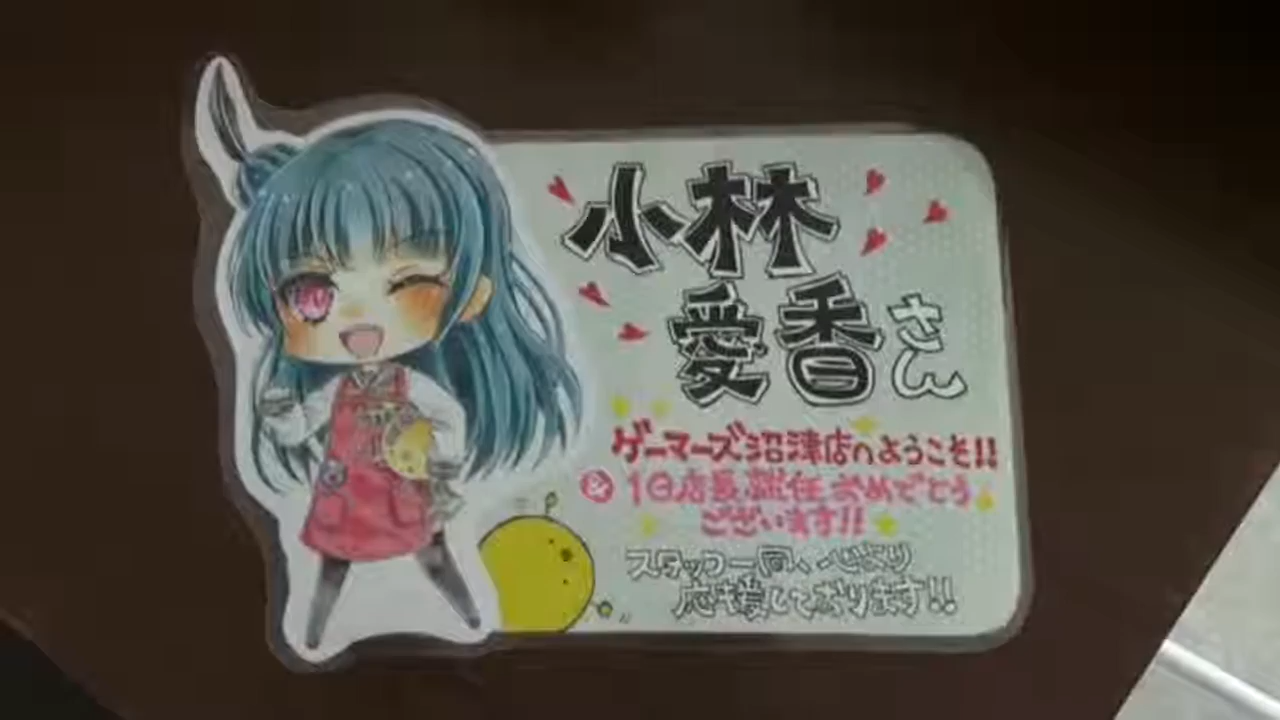 小林
愛香さん
ゲーマーズ沼津店へようこそ!!
1日店長就任おめでとう
ございます!!
スタッフ一同、心より
応援しております!!